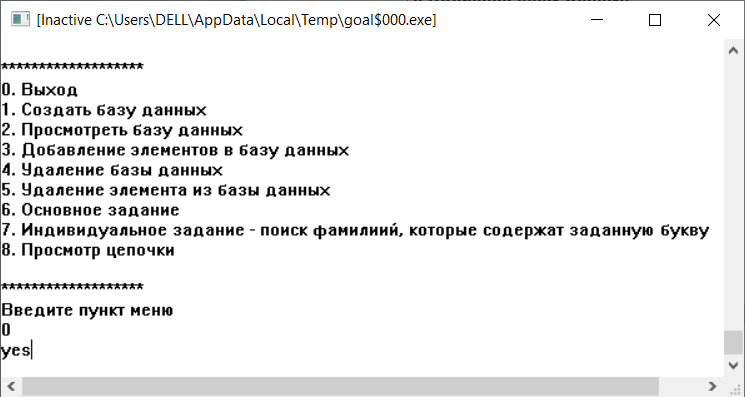 [Inactive C:\Users\DELL\AppData\Local\Temp\goal$000.exe]
*******************
0. Выход
1. Создать базу данных
2. Просмотреть базу данных
3. Добавление элементов в базу данных
4. Удаление базы данных
5. Удаление элемента из базы данных
6. Основное задание
7. Индивидуальное задание - поиск фамилиий, которые содержат заданную букву
8. Просмотр цепочки
*******************
Введите пункт меню
0
yes